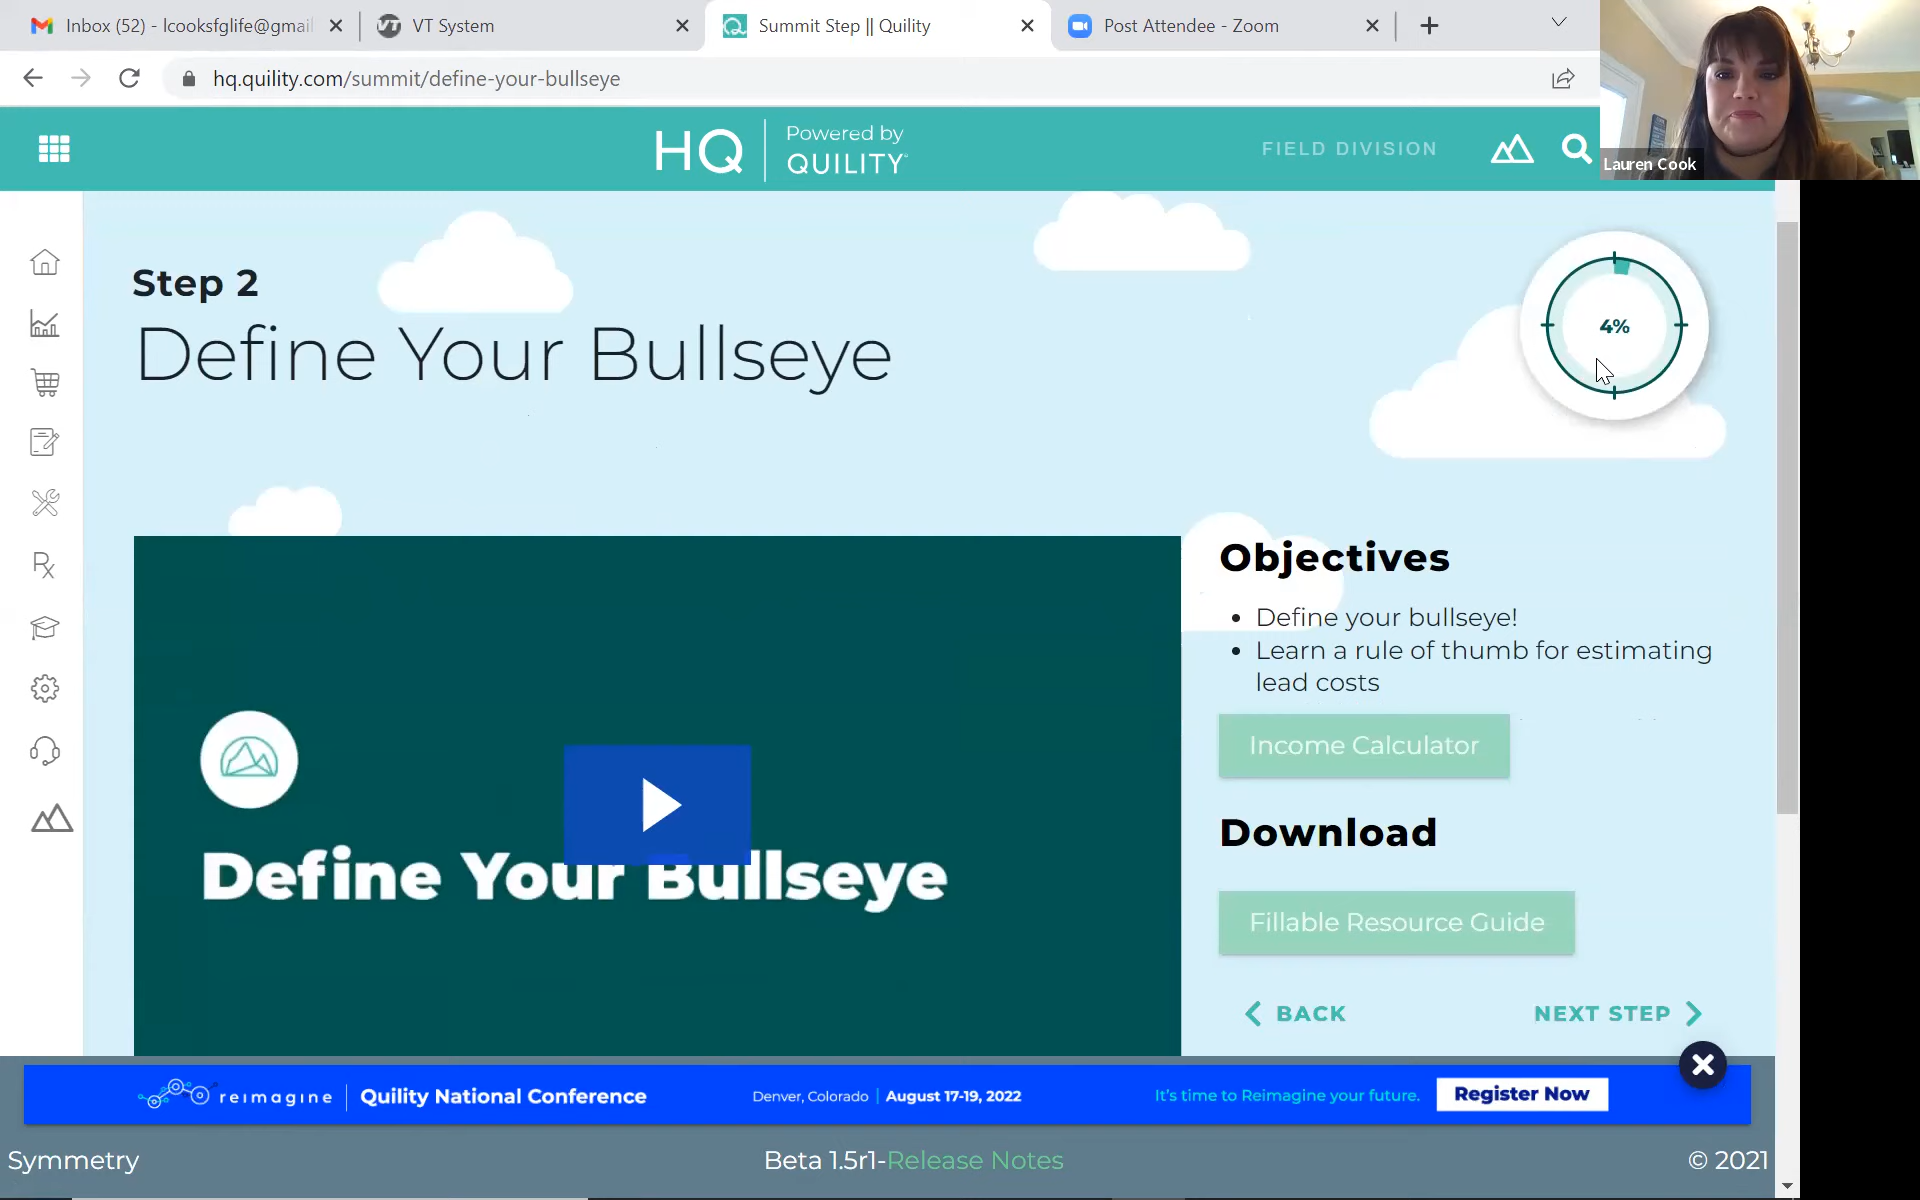 Inbox (52) - lcooksfglife@gmail
VT System
Summit Step || Quility
Post Attendee - Zoom
hq.quility.com/summit/define-your-bullseye
HQ
Powered by
QUILITY
FIELD DIVISION
Lauren Cook
Step 2
Define Your Bullseye
4%
Define Your Bullseye
Objectives
Define your bullseye!
Learn a rule of thumb for estimating
lead costs
Income Calculator
Download
Fillable Resource Guide
BACK
NEXT STEP
reimagine
Quility National Conference
Denver, Colorado | August 17-19, 2022
It's time to Reimagine your future.
Register Now
Symmetry
Beta 1.5r1-Release Notes
© 2021